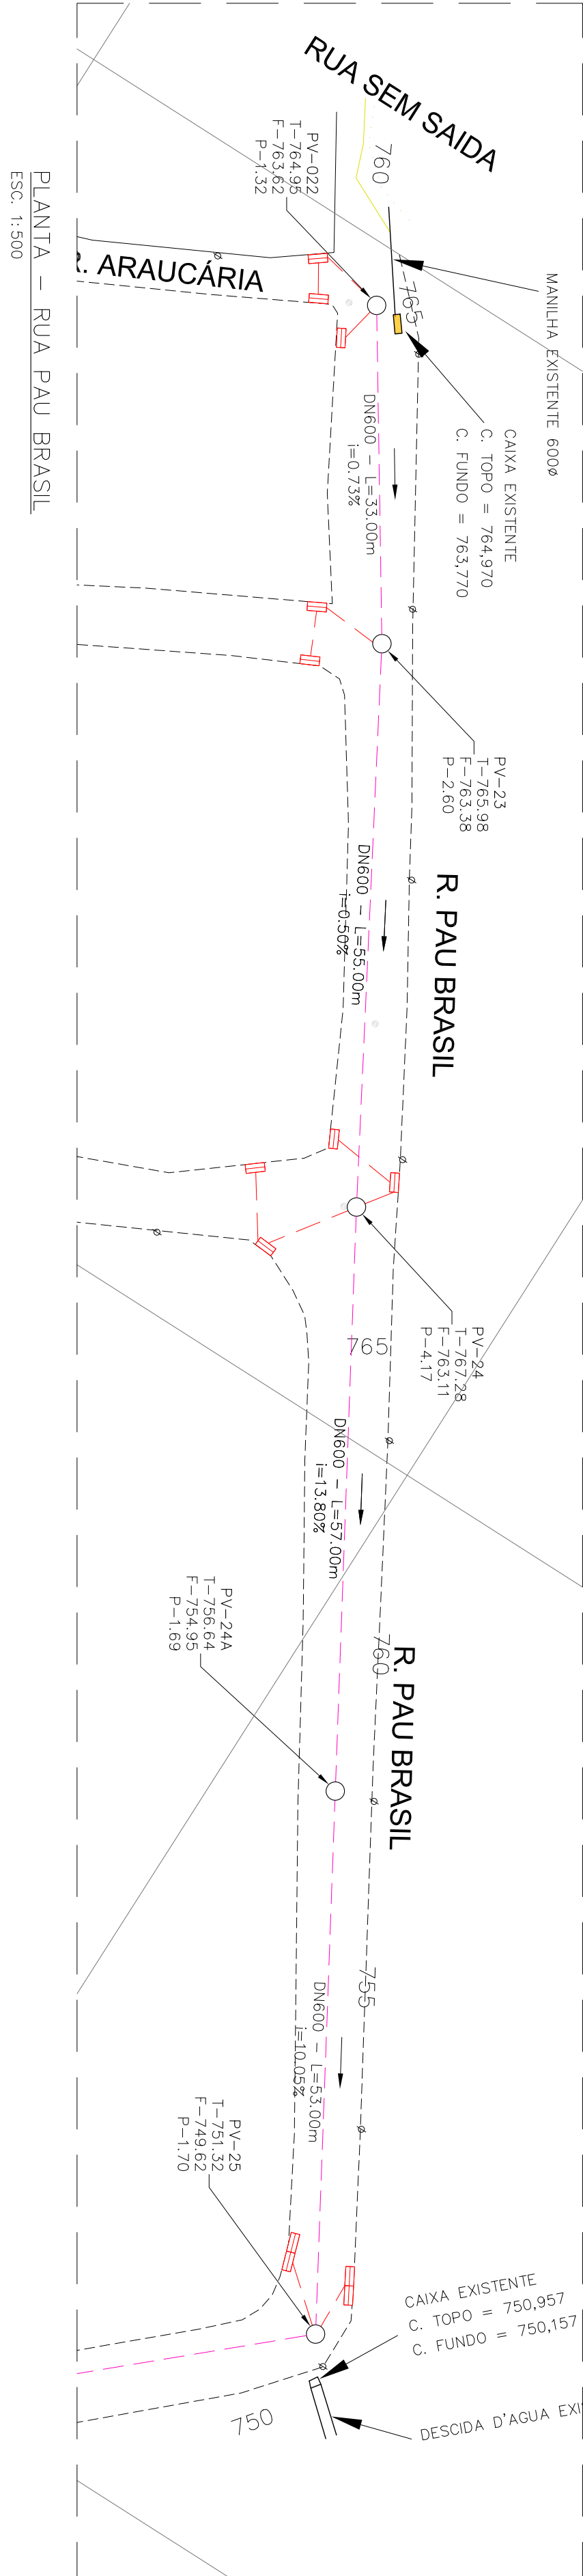 RUA SEM SAIDA
760
PV-022
T-764.95
F-763.62
P-1.32
R. ARAUCÁRIA
765
MANILHA EXISTENTE 600Ø
CAIXA EXISTENTE
C. TOPO = 764,970
C. FUNDO = 763,770
PLANTA - RUA PAU BRASIL
ESC. 1:500
DN600 - L=33.00m
i=0.73%
PV-23
T-765.98
F-763.38
P-2.60
R. PAU BRASIL
DN600 - L=55.00m
i=0.50%
PV-24
T-767.28
F-763.11
P-4.17
765
DN600 - L=57.00m
i=13.80%
PV-24A
T-756.64
F-754.95
P-1.69
760
R. PAU BRASIL
755
DN600 - L=53.00m
i=10.05%
PV-25
T-751.32
F-749.62
P-1.70
CAIXA EXISTENTE
C. TOPO = 750,957
C. FUNDO = 750,157
750
DESCIDA D'AGUA EXI